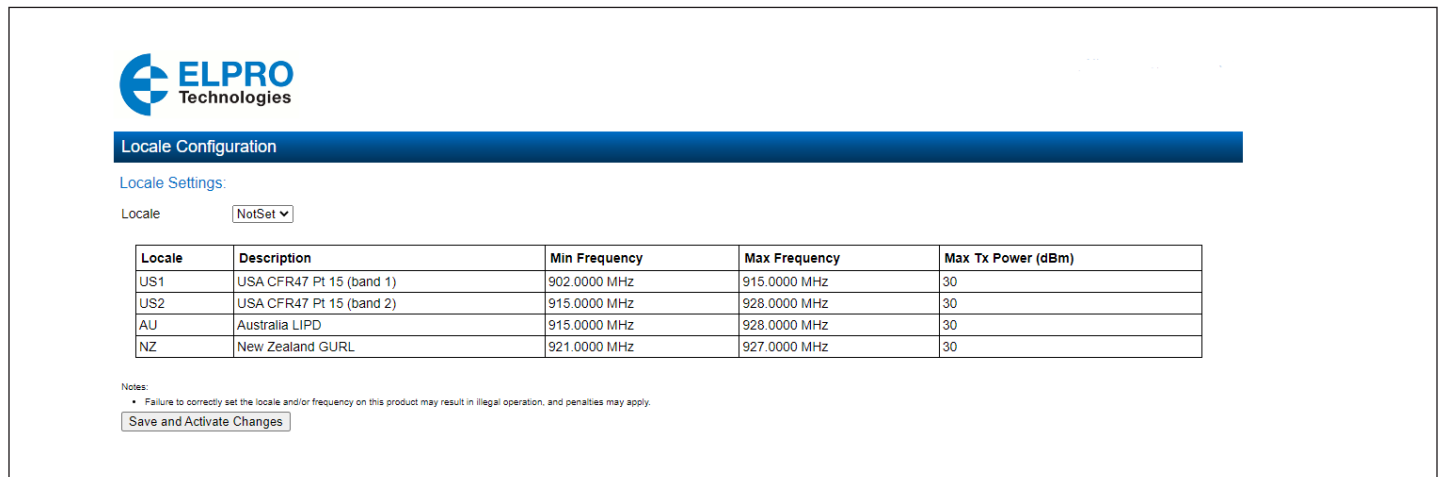 ELPRO
Technologies
Locale Configuration
Locale Settings:
Locale NotSet
Locale Description Min Frequency Max Frequency Max Tx Power (dBm)
US1 USA CFR47 Pt 15 (band 1) 902.0000 MHz 915.0000 MHz 30
US2 USA CFR47 Pt 15 (band 2) 915.0000 MHz 928.0000 MHz 30
AU Australia LIPD 915.0000 MHz 928.0000 MHz 30
NZ New Zealand GURL 921.0000 MHz 927.0000 MHz 30
Notes:
• Failure to correctly set the locale and/or frequency on this product may result in illegal operation, and penalties may apply.
Save and Activate Changes